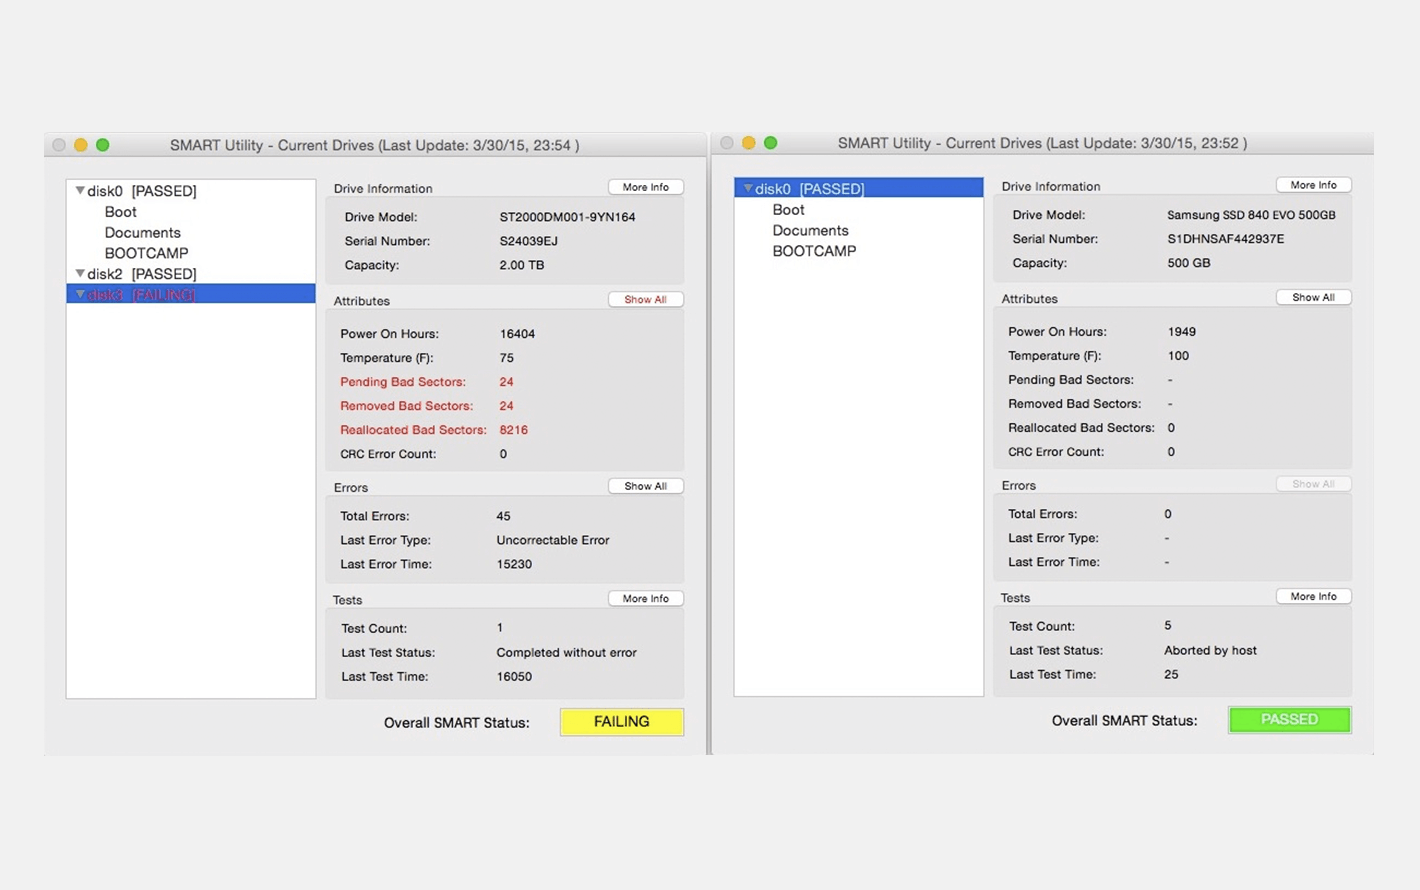 SMART Utility - Current Drives (Last Update: 3/30/15, 23:54 )
disk0 [PASSED]
Boot
Documents
BOOTCAMP
disk2 [PASSED]
disk3 [FAILING]
Drive Information
More Info
Drive Model: ST2000DM001-9YN164
Serial Number: S24039EJ
Capacity: 2.00 TB
Attributes
Show All
Power On Hours: 16404
Temperature (F): 75
Pending Bad Sectors: 24
Removed Bad Sectors: 24
Reallocated Bad Sectors: 8216
CRC Error Count: 0
Errors
Show All
Total Errors: 45
Last Error Type: Uncorrectable Error
Last Error Time: 15230
Tests
More Info
Test Count: 1
Last Test Status: Completed without error
Last Test Time: 16050
Overall SMART Status: FAILING
SMART Utility - Current Drives (Last Update: 3/30/15, 23:52 )
disk0 [PASSED]
Boot
Documents
BOOTCAMP
Drive Information
More Info
Drive Model: Samsung SSD 840 EVO 500GB
Serial Number: S1DHNSAF442937E
Capacity: 500 GB
Attributes
Show All
Power On Hours: 1949
Temperature (F): 100
Pending Bad Sectors: -
Removed Bad Sectors: -
Reallocated Bad Sectors: 0
CRC Error Count: 0
Errors
Show All
Total Errors: 0
Last Error Type: -
Last Error Time: -
Tests
More Info
Test Count: 5
Last Test Status: Aborted by host
Last Test Time: 25
Overall SMART Status: PASSED